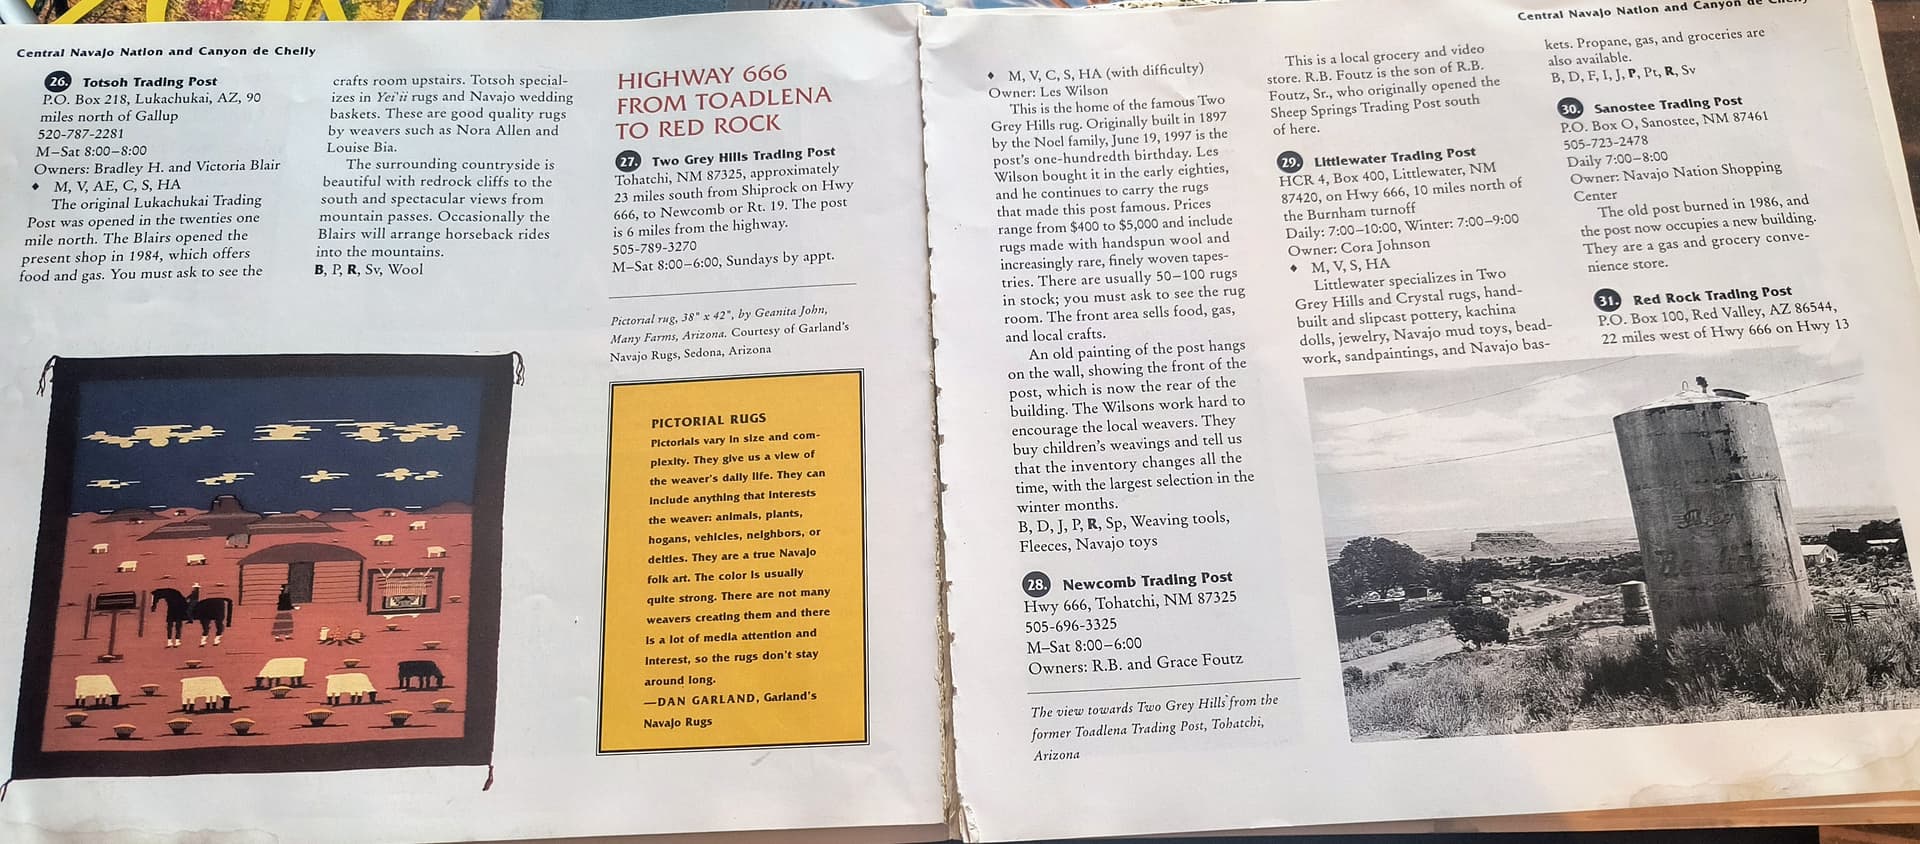 Central Navajo Nation and Canyon de Chelly
26. Totsoh Trading Post
P.O. Box 218, Lukachukai, AZ, 90
miles north of Gallup
520-787-2281
M–Sat 8:00–8:00
Owners: Bradley H. and Victoria Blair
♦ M, V, AE, C, S, HA
The original Lukachukai Trading
Post was opened in the twenties one
mile north. The Blairs opened the
present shop in 1984, which offers
food and gas. You must ask to see the
crafts room upstairs. Totsoh special-
izes in Yei'ii rugs and Navajo wedding
baskets. These are good quality rugs
by weavers such as Nora Allen and
Louise Bia.
The surrounding countryside is
beautiful with redrock cliffs to the
south and spectacular views from
mountain passes. Occasionally the
Blairs will arrange horseback rides
into the mountains.
B, P, R, Sv, Wool
HIGHWAY 666
FROM TOADLENA
TO RED ROCK
27. Two Grey Hills Trading Post
Tohatchi, NM 87325, approximately
23 miles south from Shiprock on Hwy
666, to Newcomb or Rt. 19. The post
is 6 miles from the highway.
505-789-3270
M–Sat 8:00–6:00, Sundays by appt.
Pictorial rug, 38" x 42", by Geanita John,
Many Farms, Arizona. Courtesy of Garland's
Navajo Rugs, Sedona, Arizona
PICTORIAL RUGS
Pictorials vary in size and com-
plexity. They give us a view of
the weaver's daily life. They can
include anything that interests
the weaver: animals, plants,
hogans, vehicles, neighbors, or
deities. They are a true Navajo
folk art. The color is usually
quite strong. There are not many
weavers creating them and there
is a lot of media attention and
interest, so the rugs don't stay
around long.
—DAN GARLAND, Garland's
Navajo Rugs
Central Navajo Nation and Canyon de Chelly
♦ M, V, C, S, HA (with difficulty)
Owner: Les Wilson
This is the home of the famous Two
Grey Hills rug. Originally built in 1897
by the Noel family, June 19, 1997 is the
post's one-hundredth birthday. Les
Wilson bought it in the early eighties,
and he continues to carry the rugs
that made this post famous. Prices
range from $400 to $5,000 and include
rugs made with handspun wool and
increasingly rare, finely woven tapes-
tries. There are usually 50–100 rugs
in stock; you must ask to see the rug
room. The front area sells food, gas,
and local crafts.
An old painting of the post hangs
on the wall, showing the front of the
post, which is now the rear of the
building. The Wilsons work hard to
encourage the local weavers. They
buy children's weavings and tell us
that the inventory changes all the
time, with the largest selection in the
winter months.
B, D, J, P, R, Sp, Weaving tools,
Fleeces, Navajo toys
28. Newcomb Trading Post
Hwy 666, Tohatchi, NM 87325
505-696-3325
M–Sat 8:00–6:00
Owners: R.B. and Grace Foutz
The view towards Two Grey Hills from the
former Toadlena Trading Post, Tohatchi,
Arizona
This is a local grocery and video
store. R.B. Foutz is the son of R.B.
Foutz, Sr., who originally opened the
Sheep Springs Trading Post south
of here.
29. Littlewater Trading Post
HCR 4, Box 400, Littlewater, NM
87420, on Hwy 666, 10 miles north of
the Burnham turnoff
Daily: 7:00–10:00, Winter: 7:00–9:00
Owner: Cora Johnson
♦ M, V, S, HA
Littlewater specializes in Two
Grey Hills and Crystal rugs, hand-
built and slipcast pottery, kachina
dolls, jewelry, Navajo mud toys, bead-
work, sandpaintings, and Navajo bas-
kets. Propane, gas, and groceries are
also available.
B, D, F, I, J, P, Pt, R, Sv
30. Sanostee Trading Post
P.O. Box O, Sanostee, NM 87461
505-723-2478
Daily 7:00–8:00
Owner: Navajo Nation Shopping
Center
The old post burned in 1986, and
the post now occupies a new building.
They are a gas and grocery conve-
nience store.
31. Red Rock Trading Post
P.O. Box 100, Red Valley, AZ 86544,
22 miles west of Hwy 666 on Hwy 13